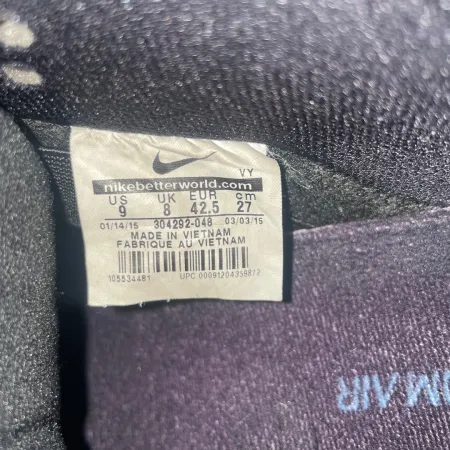 VY
nikebetterworld.com
US UK EUR cm
9 8 42.5 27
01/14/15 304292-048 03/03/15
MADE IN VIETNAM
FABRIQUE AU VIETNAM
105534481 UPC 00091204359872
OM AIR